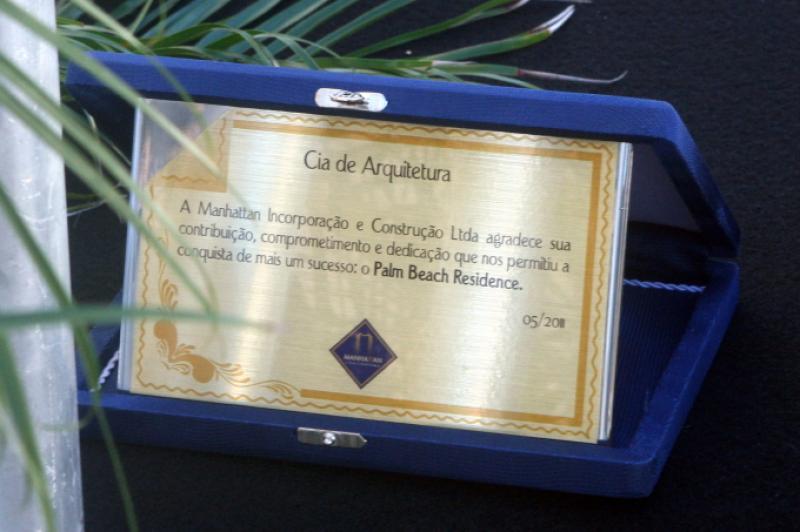 Cia de Arquitetura
A Manhattan Incorporação e Construção Ltda agradece sua
contribuição, comprometimento e dedicação que nos permitiu a
conquista de mais um sucesso: o Palm Beach Residence.
05/2011
MANHATTAN